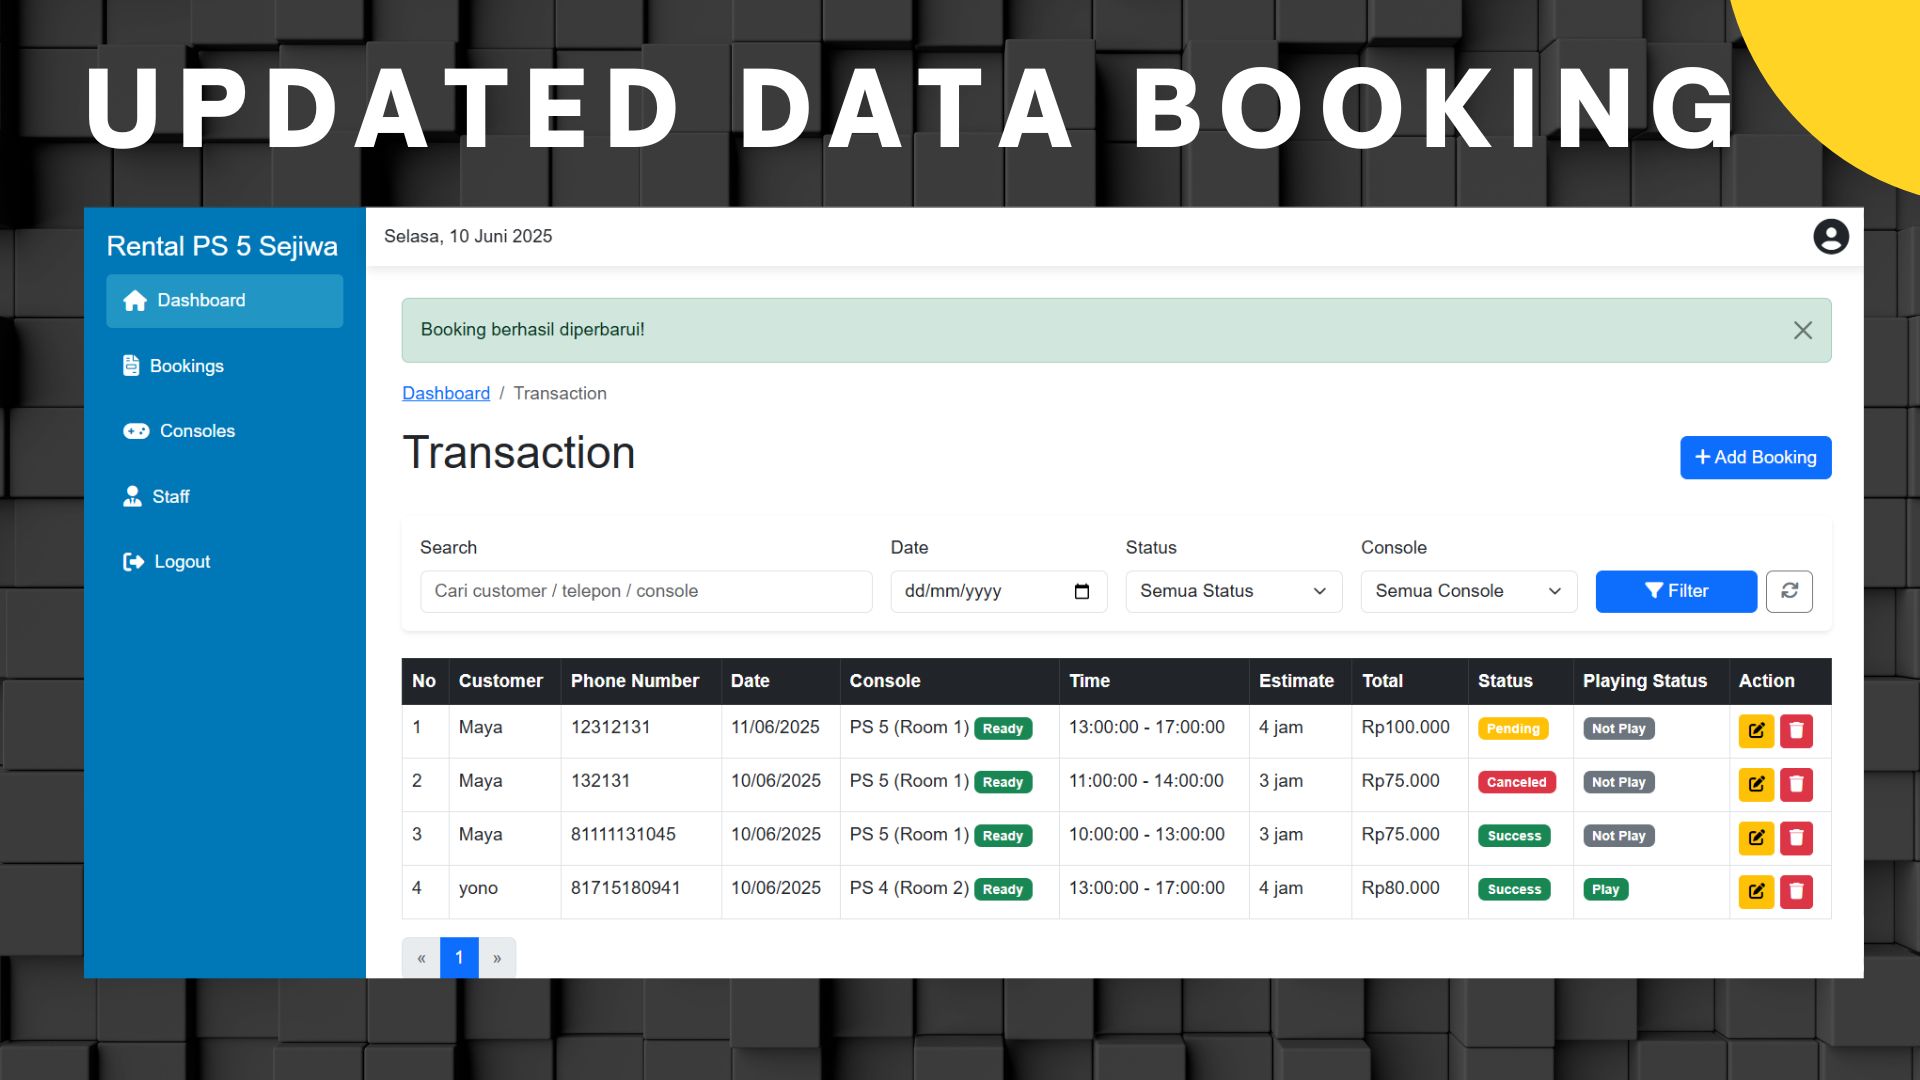 UPDATED DATA BOOKING
Rental PS 5 Sejiwa
Dashboard
Bookings
Consoles
Staff
Logout
Selasa, 10 Juni 2025
Booking berhasil diperbarui!
Dashboard / Transaction
Transaction
+ Add Booking
Search Date Status Console
Cari customer / telepon / console dd/mm/yyyy Semua Status Semua Console Filter
No Customer Phone Number Date Console Time Estimate Total Status Playing Status Action
1 Maya 12312131 11/06/2025 PS 5 (Room 1) Ready 13:00:00 - 17:00:00 4 jam Rp100.000 Pending Not Play
2 Maya 132131 10/06/2025 PS 5 (Room 1) Ready 11:00:00 - 14:00:00 3 jam Rp75.000 Canceled Not Play
3 Maya 81111131045 10/06/2025 PS 5 (Room 1) Ready 10:00:00 - 13:00:00 3 jam Rp75.000 Success Not Play
4 yono 81715180941 10/06/2025 PS 4 (Room 2) Ready 13:00:00 - 17:00:00 4 jam Rp80.000 Success Play
« 1 »